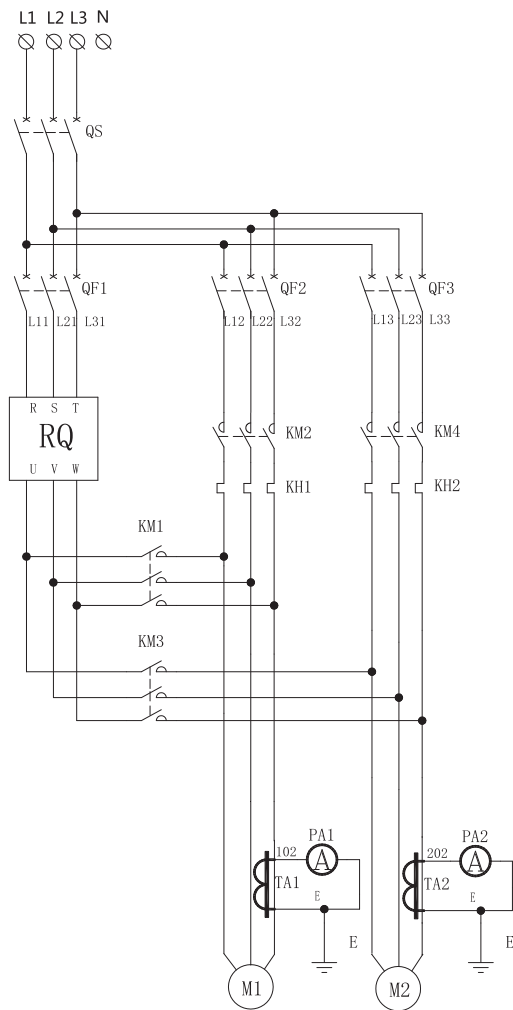 L1 L2 L3 N
QS
QF1 QF2 QF3
L11 L21 L31 L12 L22 L32 L13 L23 L33
R S T
RQ
U V W
KM2 KM4
KH1 KH2
KM1
KM3
PA1 PA2
102 A 202 A
TA1 E TA2 E
E E
M1 M2